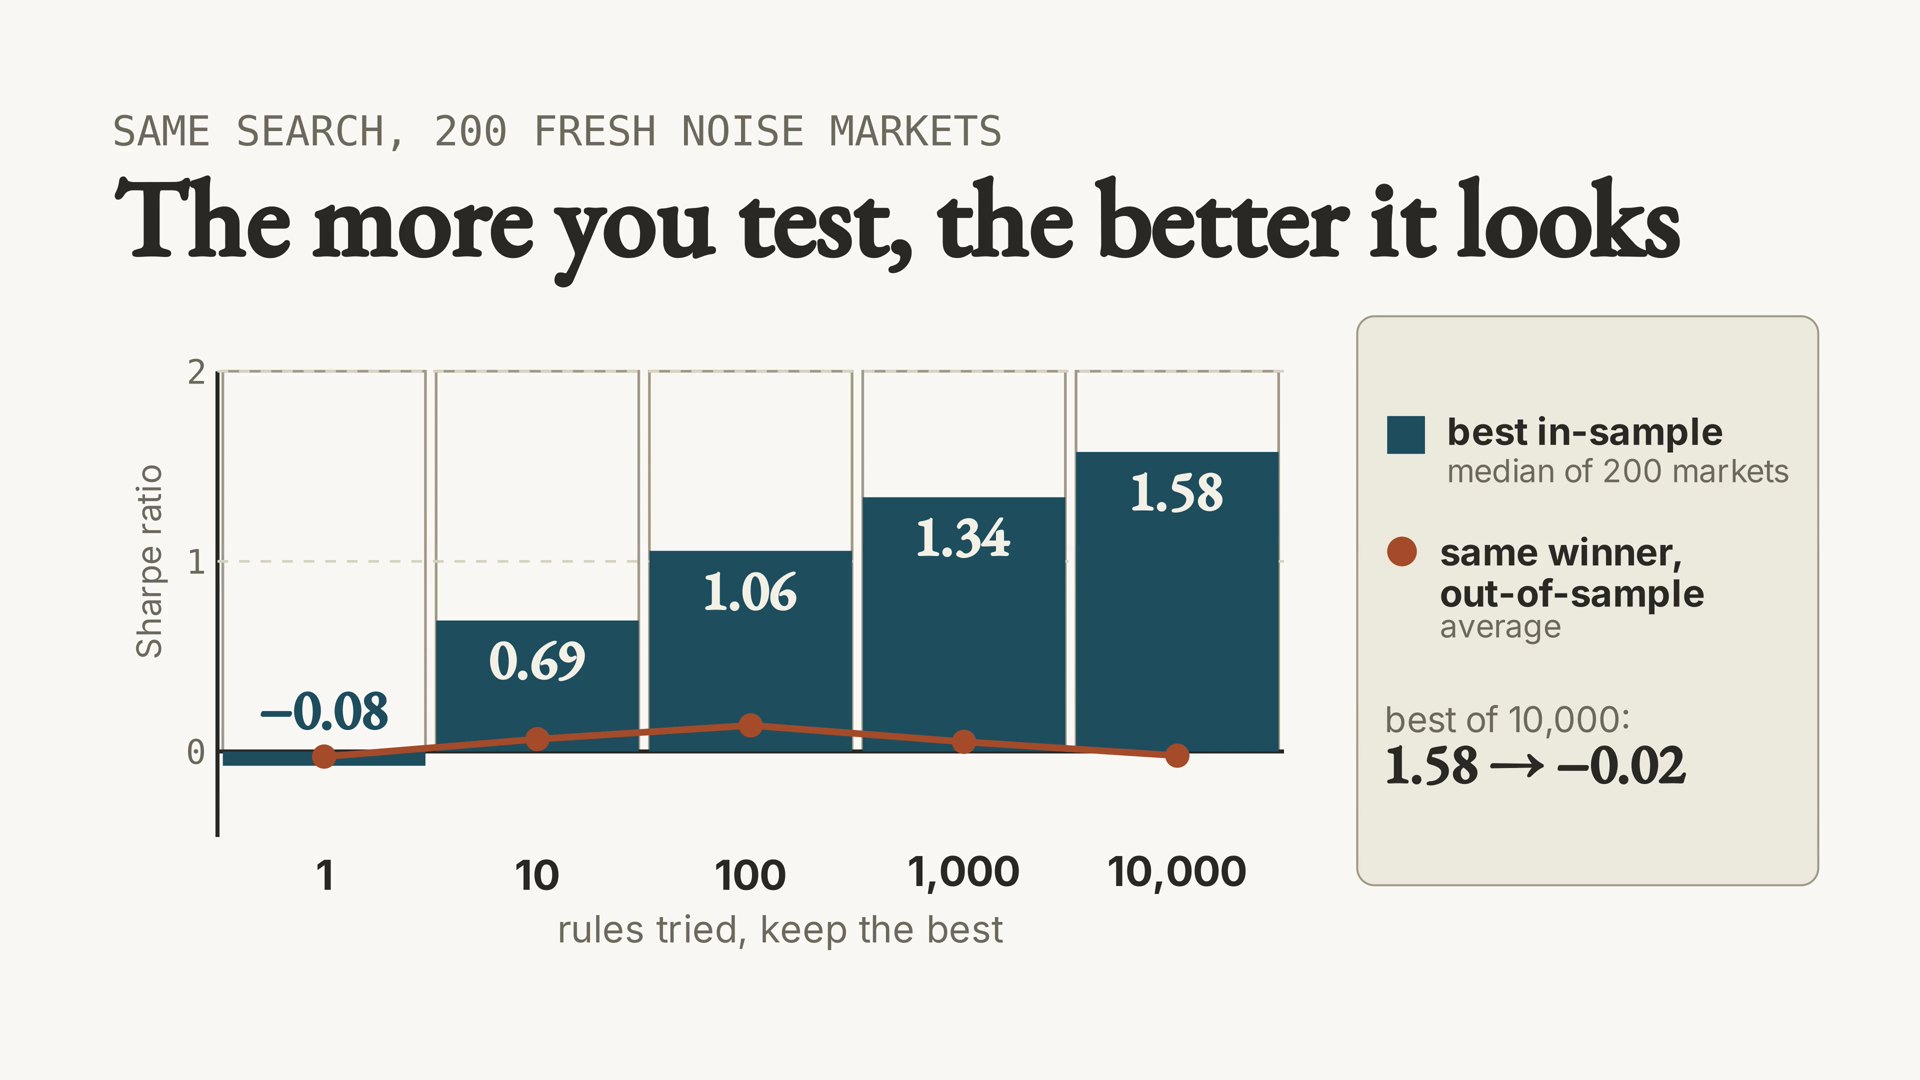 SAME SEARCH, 200 FRESH NOISE MARKETS
The more you test, the better it looks
Sharpe ratio
2
1
0
−0.08
0.69
1.06
1.34
1.58
1
10
100
1,000
10,000
rules tried, keep the best
best in-sample
median of 200 markets
same winner,
out-of-sample
average
best of 10,000:
1.58 → −0.02